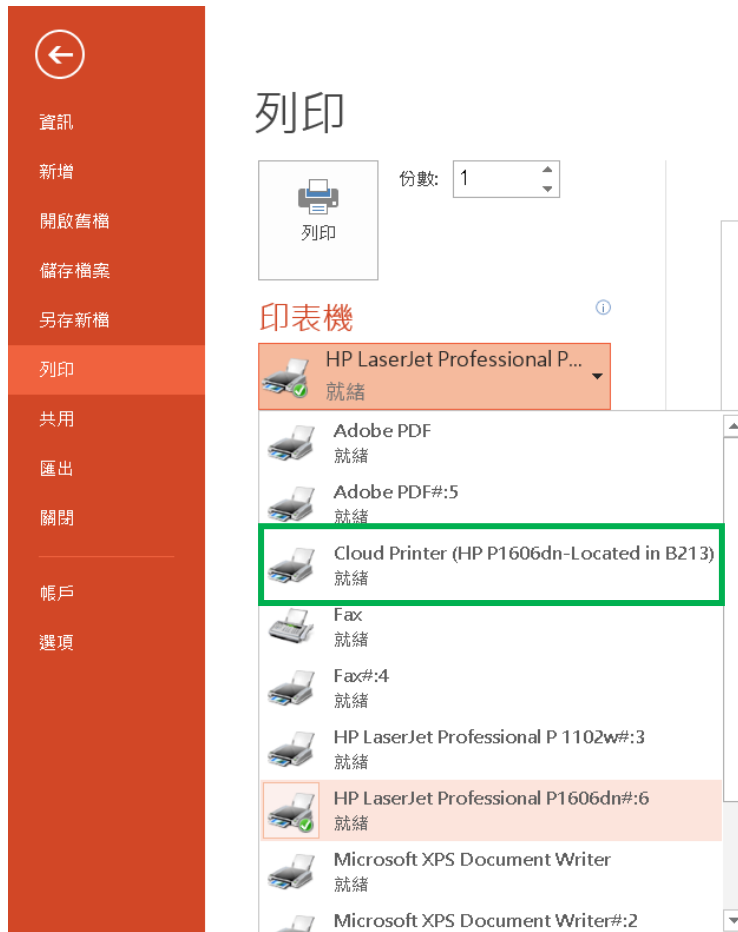 資訊
新增
開啟舊檔
儲存檔案
另存新檔
列印
共用
匯出
關閉
帳戶
選項
列印
列印
份數: 1
印表機
HP LaserJet Professional P...
就緒
Adobe PDF
就緒
Adobe PDF#:5
就緒
Cloud Printer (HP P1606dn-Located in B213)
就緒
Fax
就緒
Fax#:4
就緒
HP LaserJet Professional P 1102w#:3
就緒
HP LaserJet Professional P1606dn#:6
就緒
Microsoft XPS Document Writer
就緒
Microsoft XPS Document Writer#:2